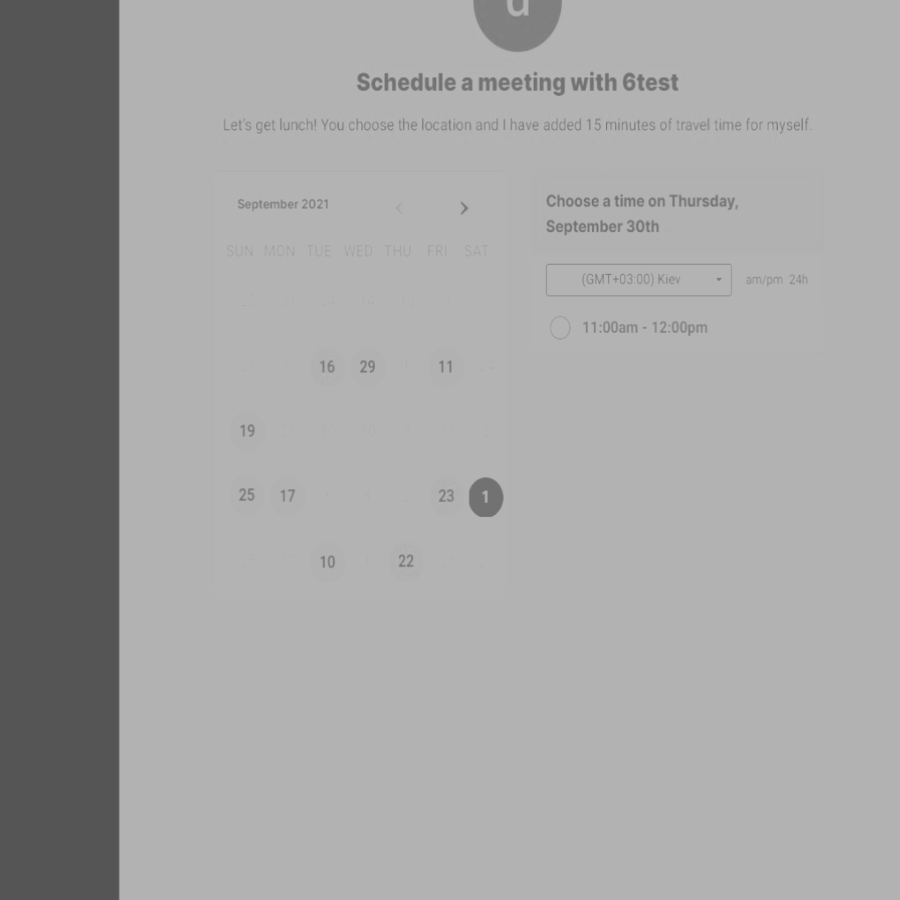 u
Schedule a meeting with 6test
Let's get lunch! You choose the location and I have added 15 minutes of travel time for myself.
September 2021
SUN MON TUE WED THU FRI SAT
16 29 11
19
25 17 23 1
10 22
Choose a time on Thursday,
September 30th
(GMT+03:00) Kiev am/pm 24h
11:00am - 12:00pm